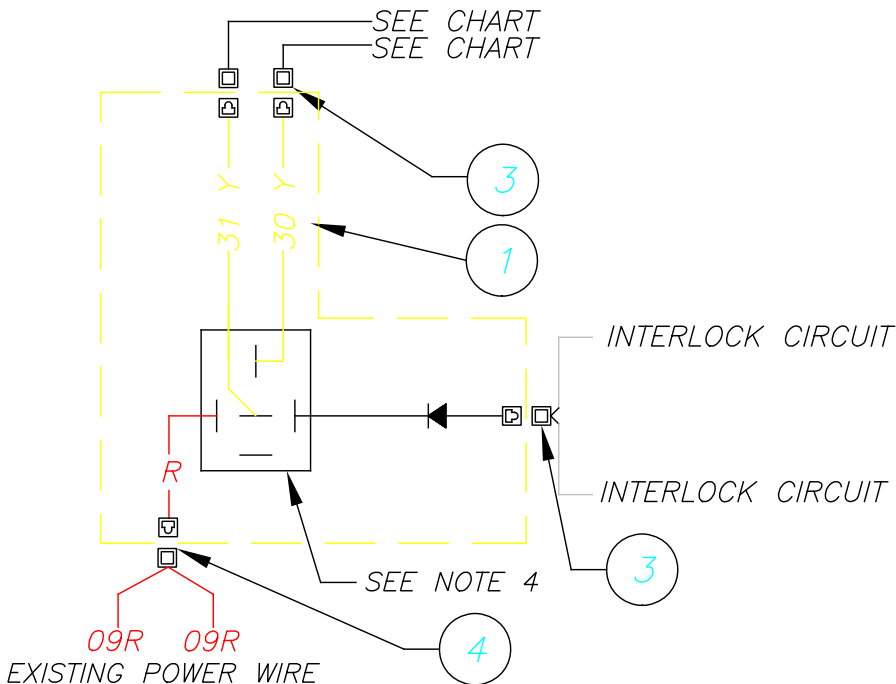 SEE CHART
SEE CHART
3
31 Y
30 Y
1
INTERLOCK CIRCUIT
R
INTERLOCK CIRCUIT
SEE NOTE 4
3
09R 09R
4
EXISTING POWER WIRE